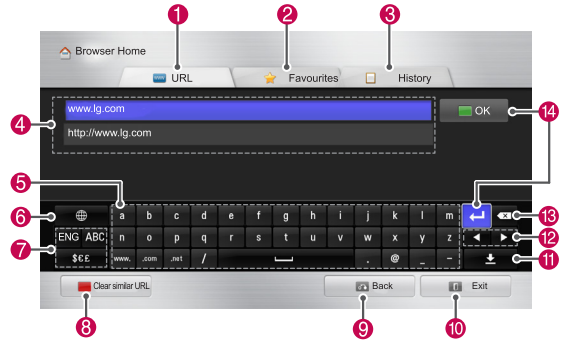 1 2 3
Browser Home
URL Favourites History
4 www.lg.com OK 14
http://www.lg.com
5
6 a b c d e f g h i j k l m 13
7 ENG ABC n o p q r s t u v w x y z 12
$€£ www, .com .net / . @ _ - 11
Clear similar URL Back Exit
8 9 10